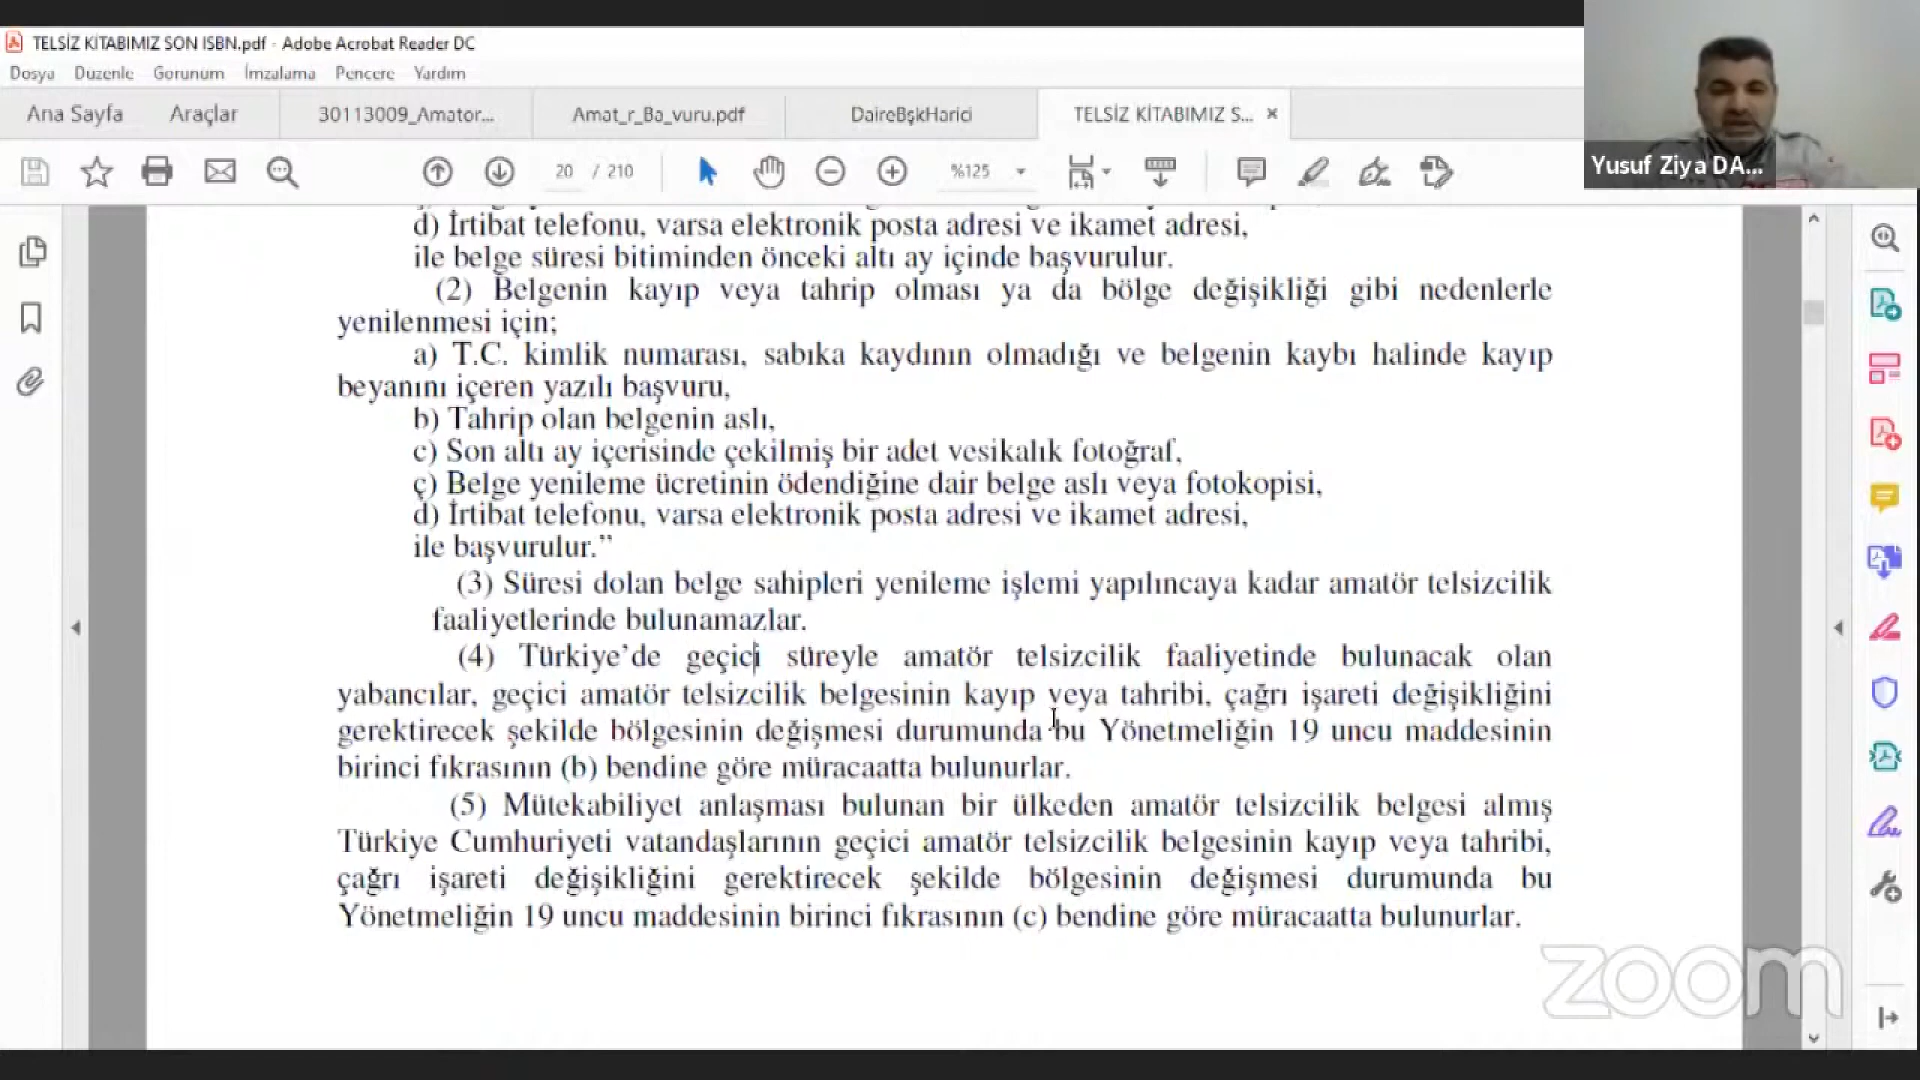 TELSİZ KİTABIMIZ SON ISBN.pdf - Adobe Acrobat Reader DC
Dosya Düzenle Görünüm İmzalama Pencere Yardım
Ana Sayfa Araçlar 30113009_Amator... Amat_r_Ba_vuru.pdf DaireBşkHarici TELSİZ KİTABIMIZ S... ×
20 / 210 %125
Yusuf Ziya DA...
d) İrtibat telefonu, varsa elektronik posta adresi ve ikamet adresi,
ile belge süresi bitiminden önceki altı ay içinde başvurulur.
(2) Belgenin kayıp veya tahrip olması ya da bölge değişikliği gibi nedenlerle
yenilenmesi için;
a) T.C. kimlik numarası, sabıka kaydının olmadığı ve belgenin kaybı halinde kayıp
beyanını içeren yazılı başvuru,
b) Tahrip olan belgenin aslı,
c) Son altı ay içerisinde çekilmiş bir adet vesikalık fotoğraf,
ç) Belge yenileme ücretinin ödendiğine dair belge aslı veya fotokopisi,
d) İrtibat telefonu, varsa elektronik posta adresi ve ikamet adresi,
ile başvurulur.”
(3) Süresi dolan belge sahipleri yenileme işlemi yapılıncaya kadar amatör telsizcilik
faaliyetlerinde bulunamazlar.
(4) Türkiye’de geçici süreyle amatör telsizcilik faaliyetinde bulunacak olan
yabancılar, geçici amatör telsizcilik belgesinin kayıp veya tahribi, çağrı işareti değişikliğini
gerektirecek şekilde bölgesinin değişmesi durumunda bu Yönetmeliğin 19 uncu maddesinin
birinci fıkrasının (b) bendine göre müracaatta bulunurlar.
(5) Mütekabiliyet anlaşması bulunan bir ülkeden amatör telsizcilik belgesi almış
Türkiye Cumhuriyeti vatandaşlarının geçici amatör telsizcilik belgesinin kayıp veya tahribi,
çağrı işareti değişikliğini gerektirecek şekilde bölgesinin değişmesi durumunda bu
Yönetmeliğin 19 uncu maddesinin birinci fıkrasının (c) bendine göre müracaatta bulunurlar.
zoom